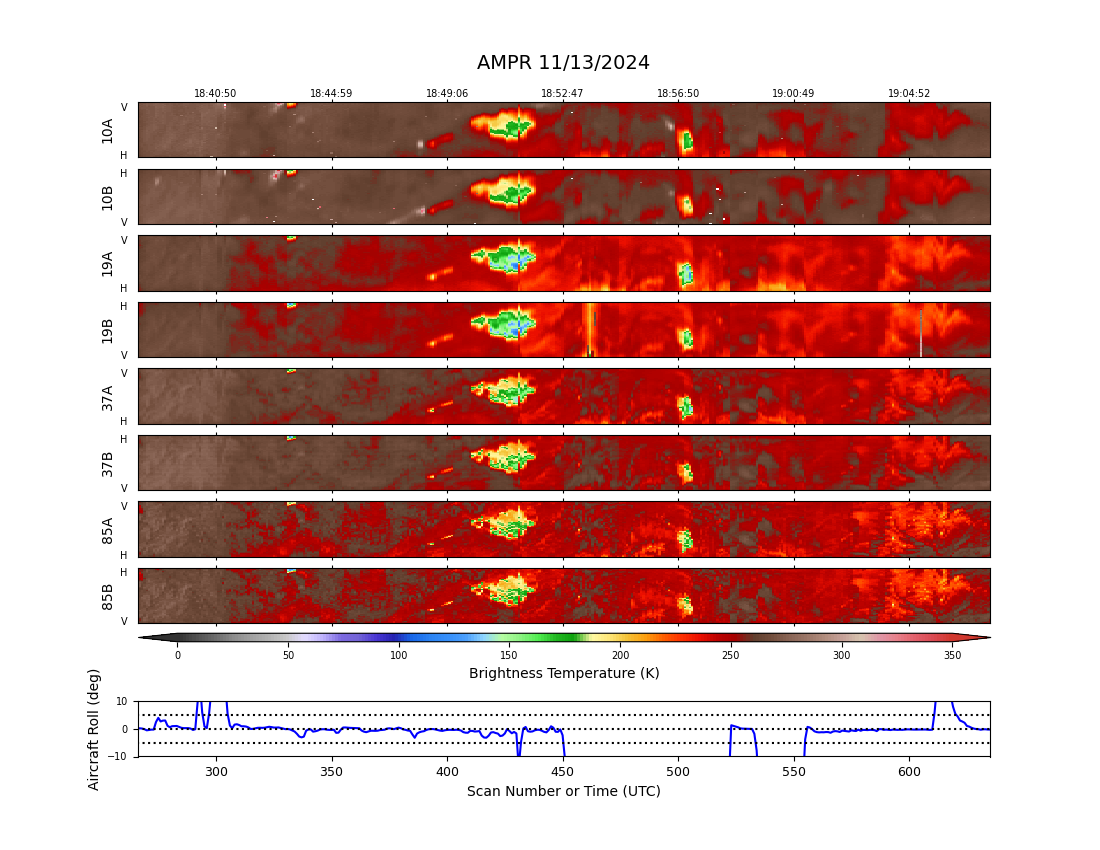 AMPR 11/13/2024
18:40:50 18:44:59 18:49:06 18:52:47 18:56:50 19:00:49 19:04:52
V
10A
H
H
10B
V
V
19A
H
H
19B
V
V
37A
H
H
37B
V
V
85A
H
H
85B
V
0 50 100 150 200 250 300 350
Brightness Temperature (K)
Aircraft Roll (deg)
10
0
−10
300 350 400 450 500 550 600
Scan Number or Time (UTC)